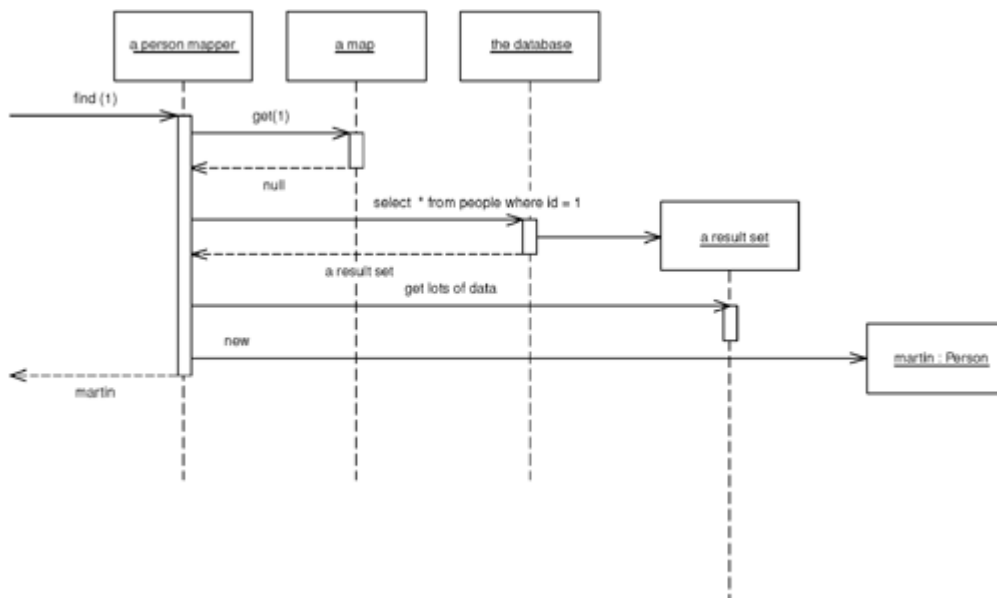 a person mapper
a map
the database
find (1)
get(1)
null
select * from people where id = 1
a result set
a result set
get lots of data
new
martin : Person
martin